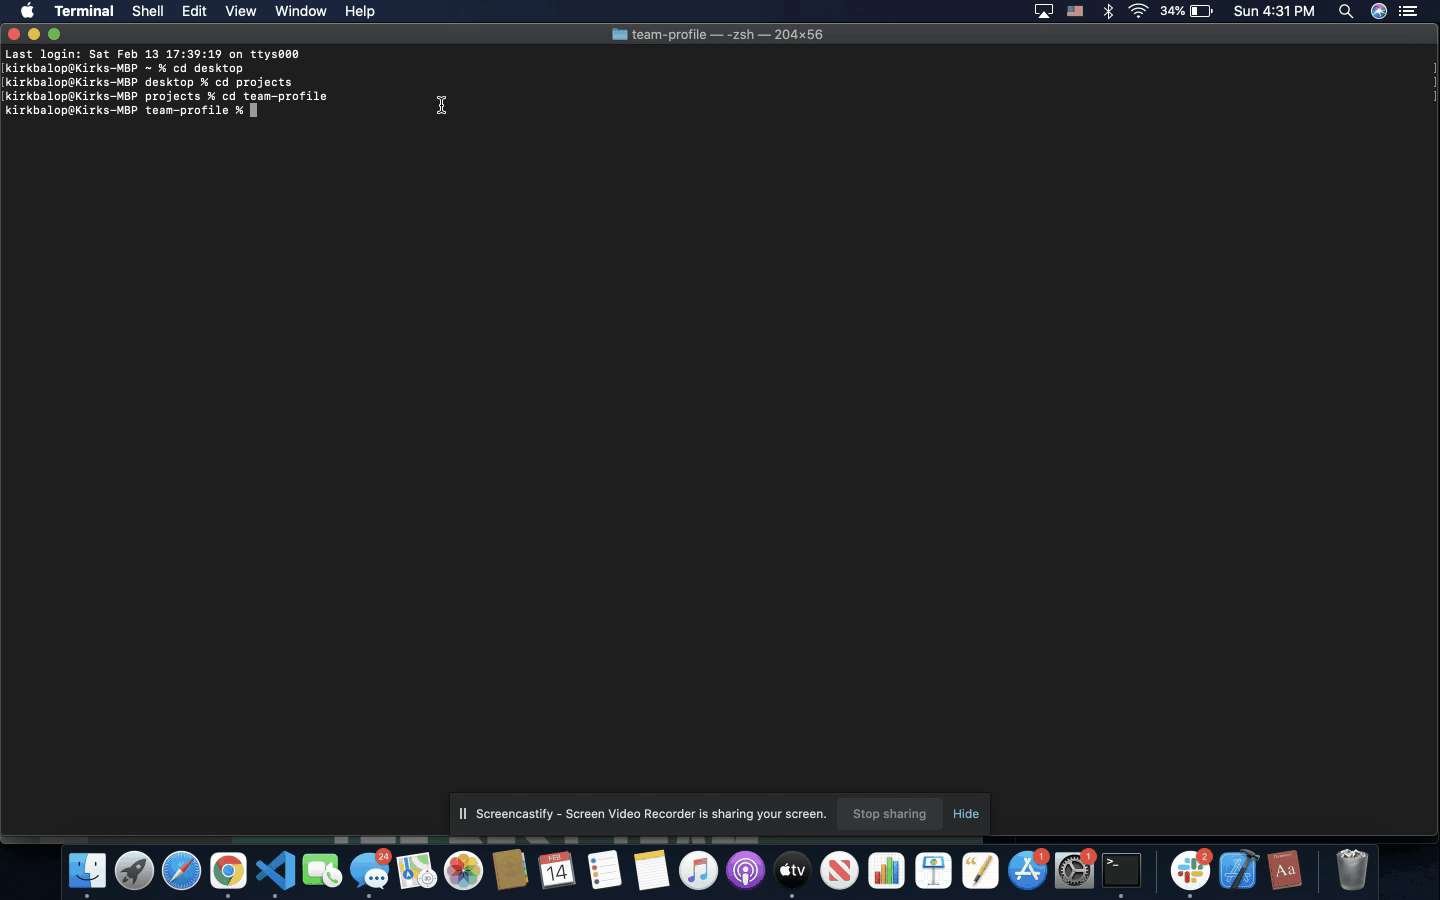 Terminal Shell Edit View Window Help 34% Sun 4:31 PM
team-profile — -zsh — 204×56
Last login: Sat Feb 13 17:39:19 on ttys000
[kirkbalop@Kirks-MBP ~ % cd desktop ]
[kirkbalop@Kirks-MBP desktop % cd projects ]
[kirkbalop@Kirks-MBP projects % cd team-profile ]
kirkbalop@Kirks-MBP team-profile %
Screencastify - Screen Video Recorder is sharing your screen. Stop sharing Hide
24
FEB
14
tv
1
1
>_
2
Aa